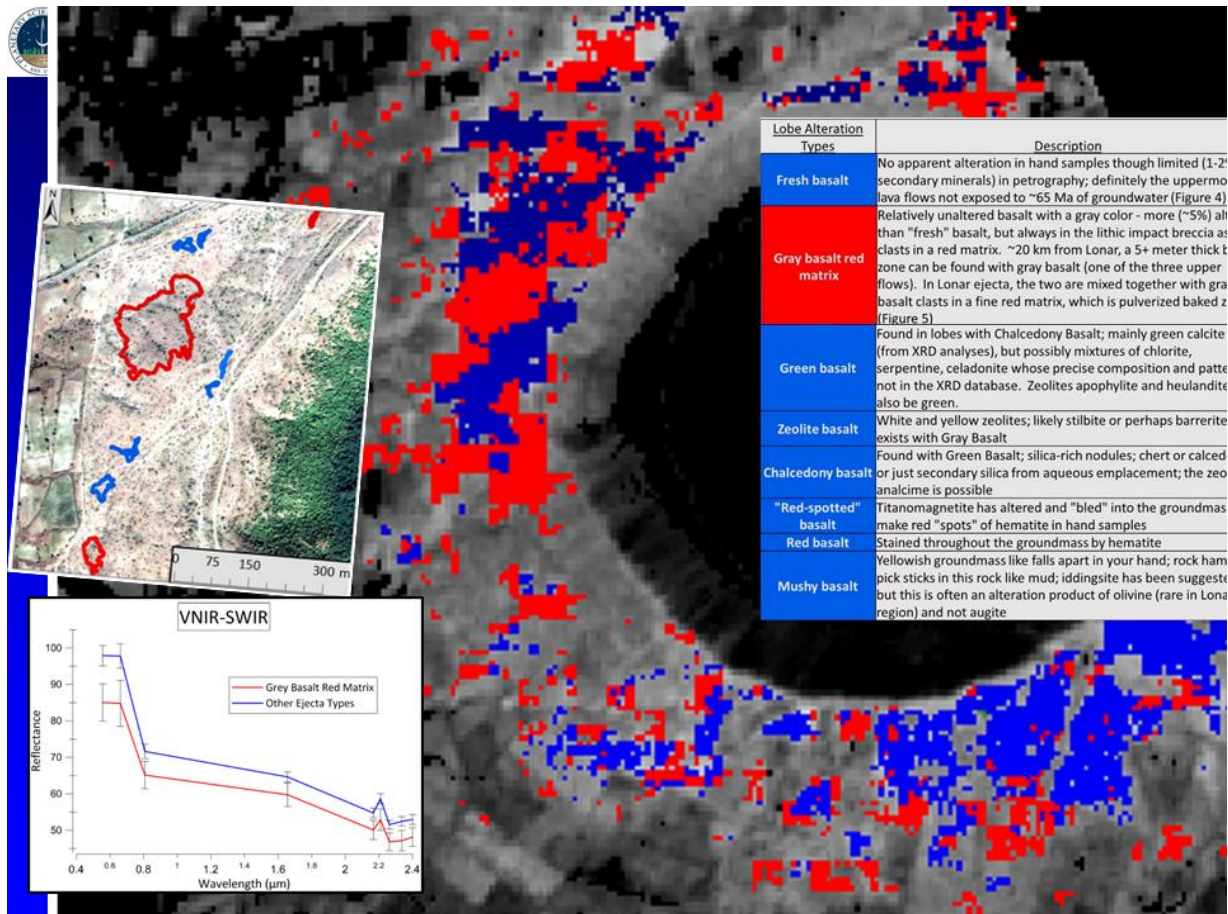 PLANETARY SCIE
Lobe Alteration
Types
Description
Fresh basalt
No apparent alteration in hand samples though limited (1-2%
secondary minerals) in petrography; definitely the uppermo
lava flows not exposed to ~65 Ma of groundwater (Figure 4)
Gray basalt red
matrix
Relatively unaltered basalt with a gray color - more (~5%) alt
than "fresh" basalt, but always in the lithic impact breccia as
clasts in a red matrix. ~20 km from Lonar, a 5+ meter thick b
zone can be found with gray basalt (one of the three upper
flows). In Lonar ejecta, the two are mixed together with gra
basalt clasts in a fine red matrix, which is pulverized baked z
(Figure 5)
Green basalt
Found in lobes with Chalcedony Basalt; mainly green calcite
(from XRD analyses), but possibly mixtures of chlorite,
serpentine, celadonite whose precise composition and patte
not in the XRD database. Zeolites apophylite and heulandite
also be green.
Zeolite basalt
White and yellow zeolites; likely stilbite or perhaps barrerite
exists with Gray Basalt
Chalcedony basalt
Found with Green Basalt; silica-rich nodules; chert or calced
or just secondary silica from aqueous emplacement; the zeo
analcime is possible
"Red-spotted"
basalt
Titanomagnetite has altered and "bled" into the groundmas
make red "spots" of hematite in hand samples
Red basalt
Stained throughout the groundmass by hematite
Mushy basalt
Yellowish groundmass like falls apart in your hand; rock ham
pick sticks in this rock like mud; iddingsite has been suggeste
but this is often an alteration product of olivine (rare in Lona
region) and not augite
N
0 75 150 300 m
VNIR-SWIR
Grey Basalt Red Matrix
Other Ejecta Types
Reflectance
100
90
80
70
60
50
0.4 0.6 0.8 1.2 1.6 2 2.2 2.4
Wavelength (µm)